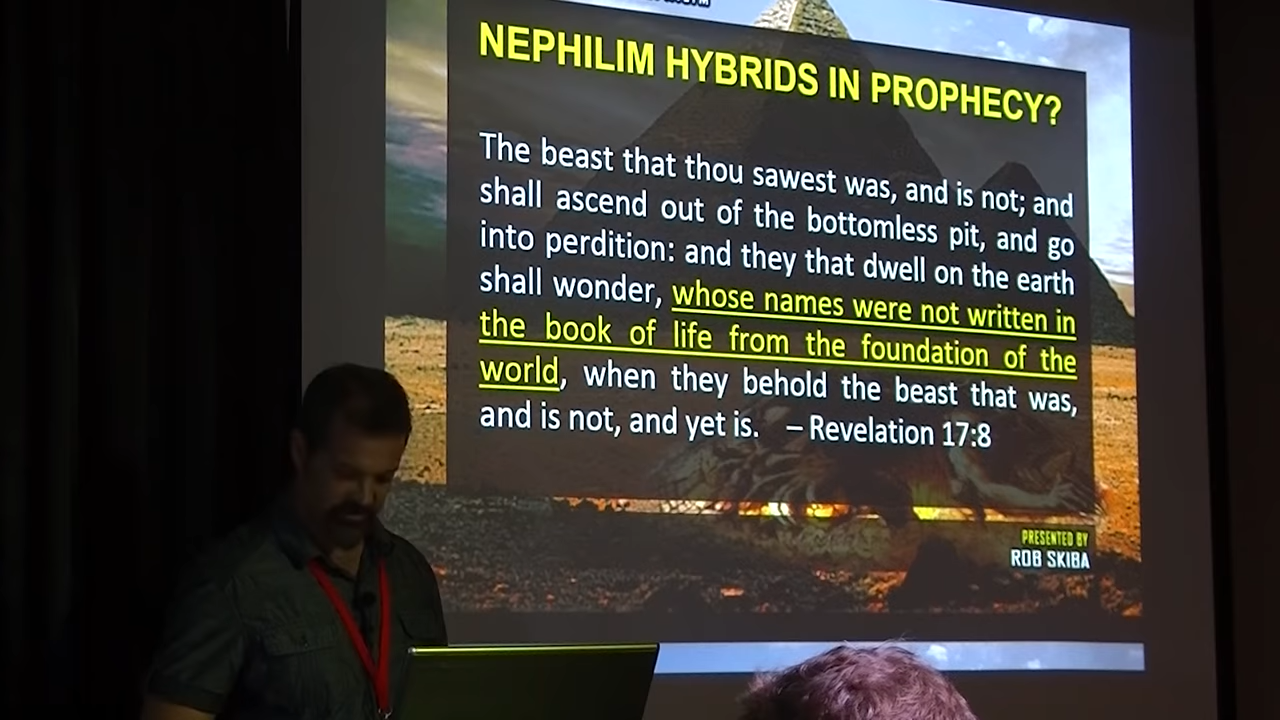 NEPHILIM HYBRIDS IN PROPHECY?
The beast that thou sawest was, and is not; and
shall ascend out of the bottomless pit, and go
into perdition: and they that dwell on the earth
shall wonder, whose names were not written in
the book of life from the foundation of the
world, when they behold the beast that was,
and is not, and yet is. – Revelation 17:8
PRESENTED BY
ROB SKIBA